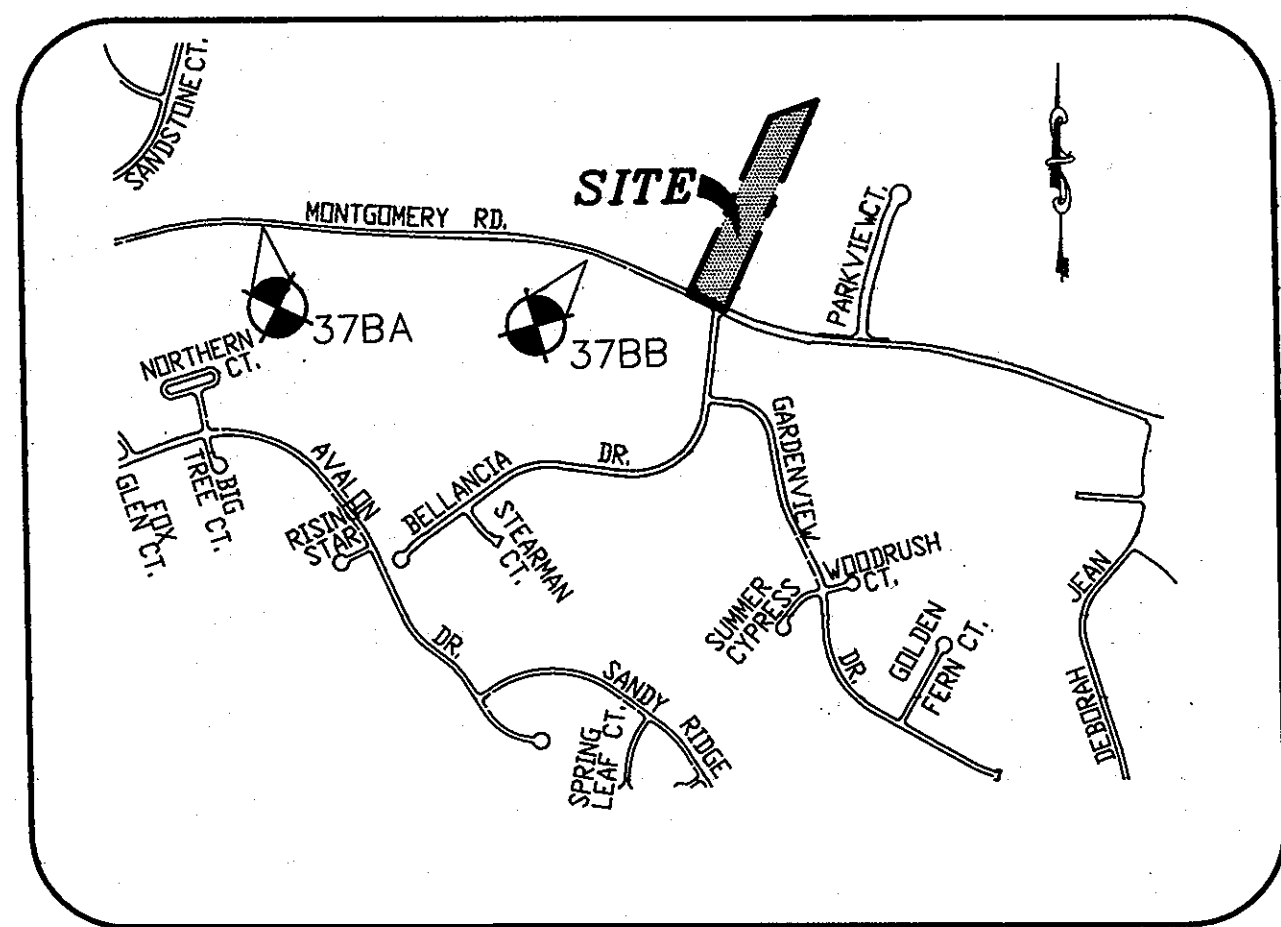 SANDSTONE CT.
SITE
MONTGOMERY RD.
PARKVIEW CT.
37BA
37BB
NORTHERN
CT.
AVALON
BIG
TREE CT.
FOX
GLEN CT.
RISING
STAR
BELLANCIA
DR.
STEARMAN
CT.
GARDENVIEW
WOODRUSH
CT.
SUMMER
CYPRESS
JEAN
GOLDEN
FERN CT.
DR.
DR.
SANDY RIDGE
SPRING
LEAF CT.
DEBORAH